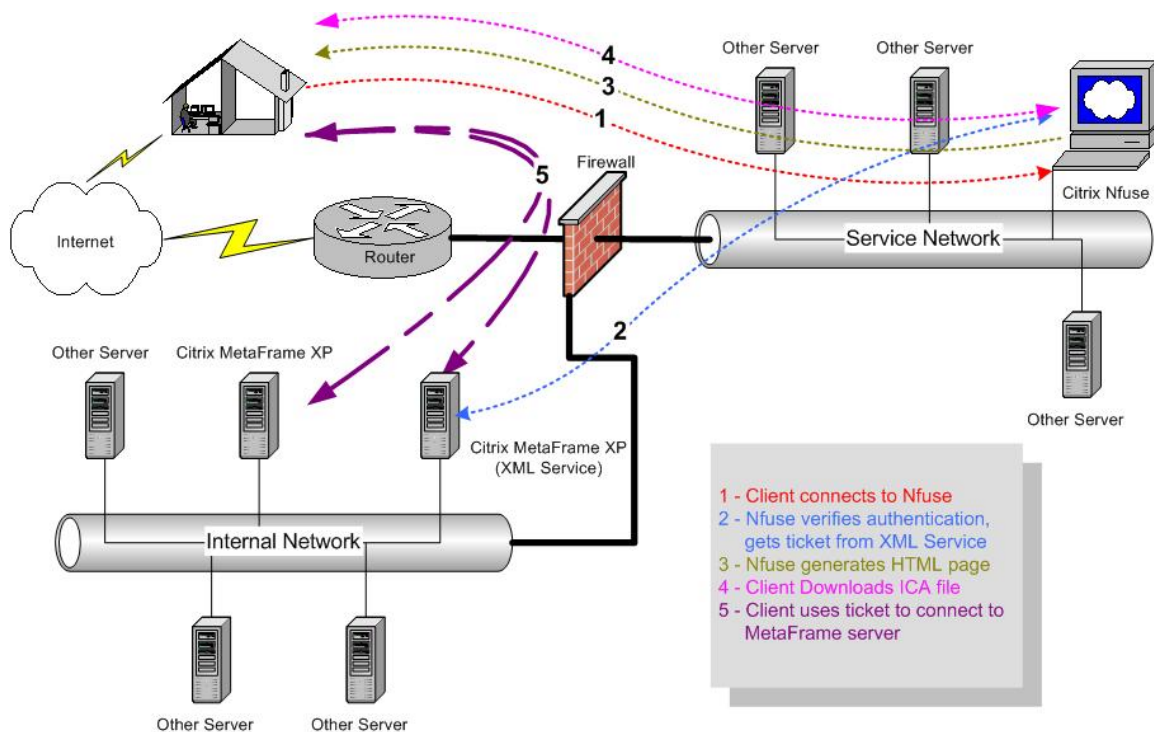 Other Server
Other Server
4
3
1
Citrix Nfuse
5
Firewall
Internet
Router
Service Network
2
Other Server
Citrix MetaFrame XP
Other Server
Citrix MetaFrame XP
(XML Service)
Internal Network
Other Server
Other Server
1 - Client connects to Nfuse
2 - Nfuse verifies authentication,
gets ticket from XML Service
3 - Nfuse generates HTML page
4 - Client Downloads ICA file
5 - Client uses ticket to connect to
MetaFrame server